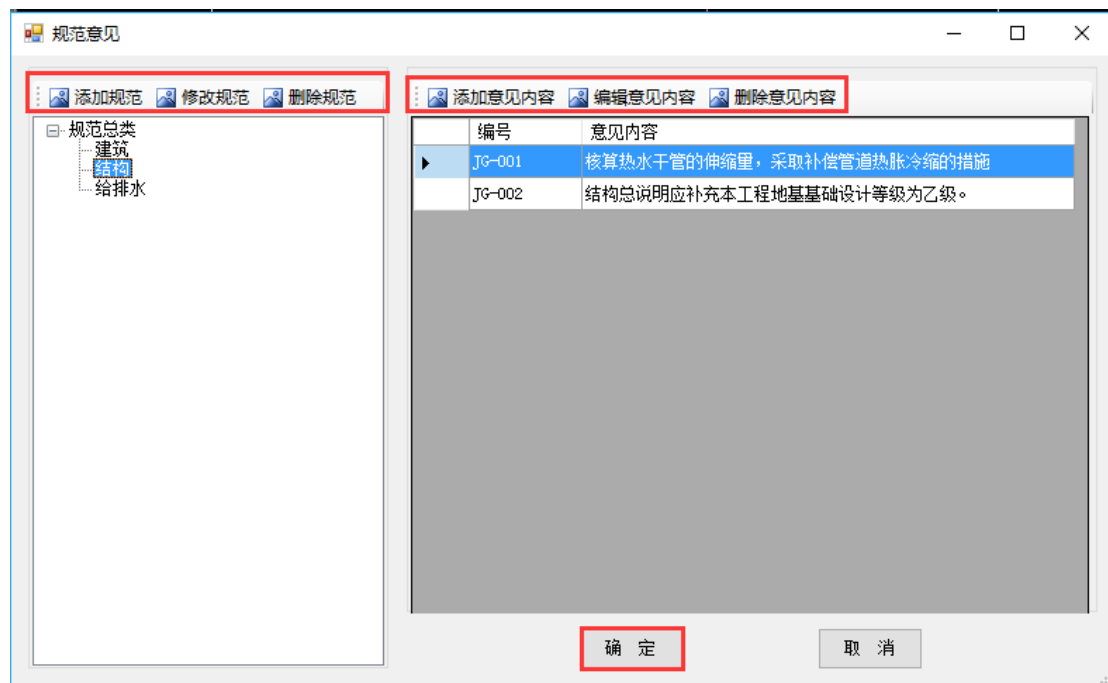 规范意见
添加规范 修改规范 删除规范
规范总类
建筑
结构
给排水
添加意见内容 编辑意见内容 删除意见内容
编号 意见内容
JG-001 核算热水干管的伸缩量，采取补偿管道热胀冷缩的措施
JG-002 结构总说明应补充本工程地基基础设计等级为乙级。
确 定 取 消